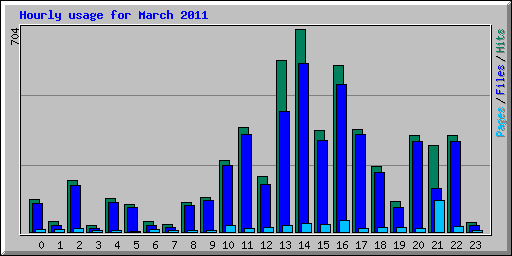 Hourly usage for March 2011
704
Pages / Files / Hits
0 1 2 3 4 5 6 7 8 9 10 11 12 13 14 15 16 17 18 19 20 21 22 23